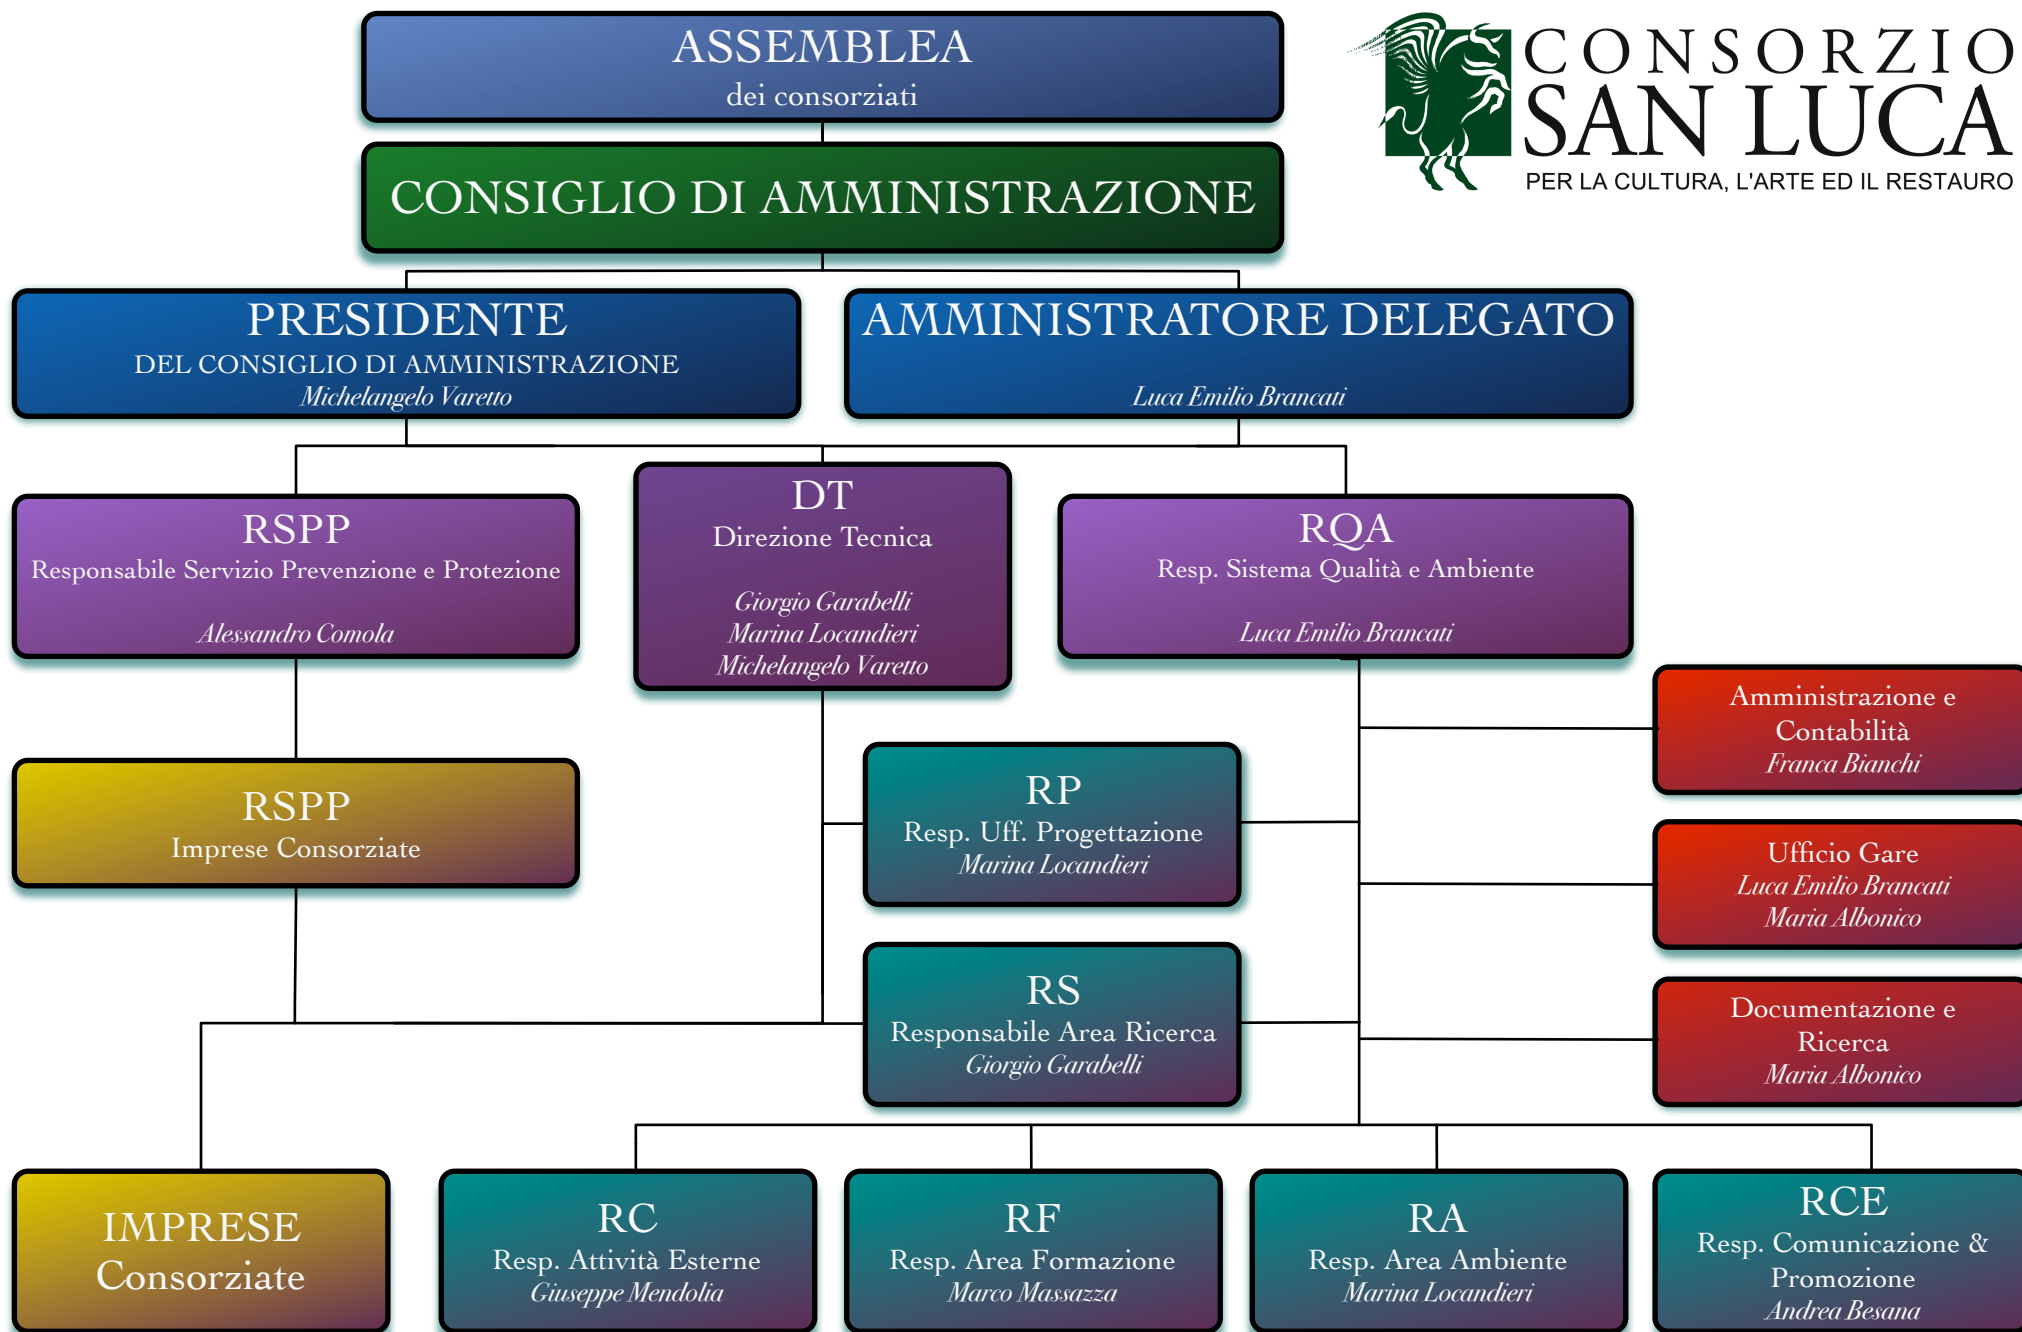 ASSEMBLEA
dei consorziati
CONSORZIO
SAN LUCA
PER LA CULTURA, L'ARTE ED IL RESTAURO
CONSIGLIO DI AMMINISTRAZIONE
PRESIDENTE
DEL CONSIGLIO DI AMMINISTRAZIONE
Michelangelo Varetto
AMMINISTRATORE DELEGATO
Luca Emilio Brancati
RSPP
Responsabile Servizio Prevenzione e Protezione
Alessandro Comola
DT
Direzione Tecnica
Giorgio Garabelli
Marina Locandieri
Michelangelo Varetto
RQA
Resp. Sistema Qualità e Ambiente
Luca Emilio Brancati
Amministrazione e
Contabilità
Franca Bianchi
RSPP
Imprese Consorziate
RP
Resp. Uff. Progettazione
Marina Locandieri
Ufficio Gare
Luca Emilio Brancati
Maria Albonico
RS
Responsabile Area Ricerca
Giorgio Garabelli
Documentazione e
Ricerca
Maria Albonico
IMPRESE
Consorziate
RC
Resp. Attività Esterne
Giuseppe Mendolia
RF
Resp. Area Formazione
Marco Massazza
RA
Resp. Area Ambiente
Marina Locandieri
RCE
Resp. Comunicazione &
Promozione
Andrea Besana